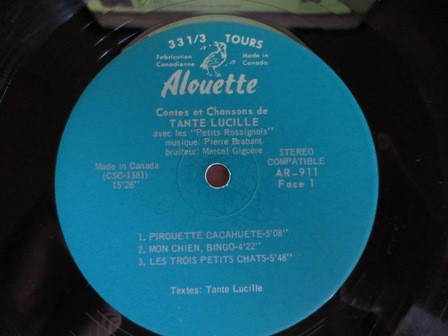 33 1/3 TOURS
Fabrication Canadienne
Made in Canada
Alouette
Contes et Chansons de
TANTE LUCILLE
avec les "Petits Rossignols"
musique: Pierre Brabant
bruiteur: Marcel Giguère
Made in Canada
(CSC-1381)
15'26"
STEREO
COMPATIBLE
AR-911
Face 1
1. PIROUETTE CACAHUETE-5'08"
2. MON CHIEN, BINGO-4'22"
3. LES TROIS PETITS CHATS-5'48"
Textes: Tante Lucille